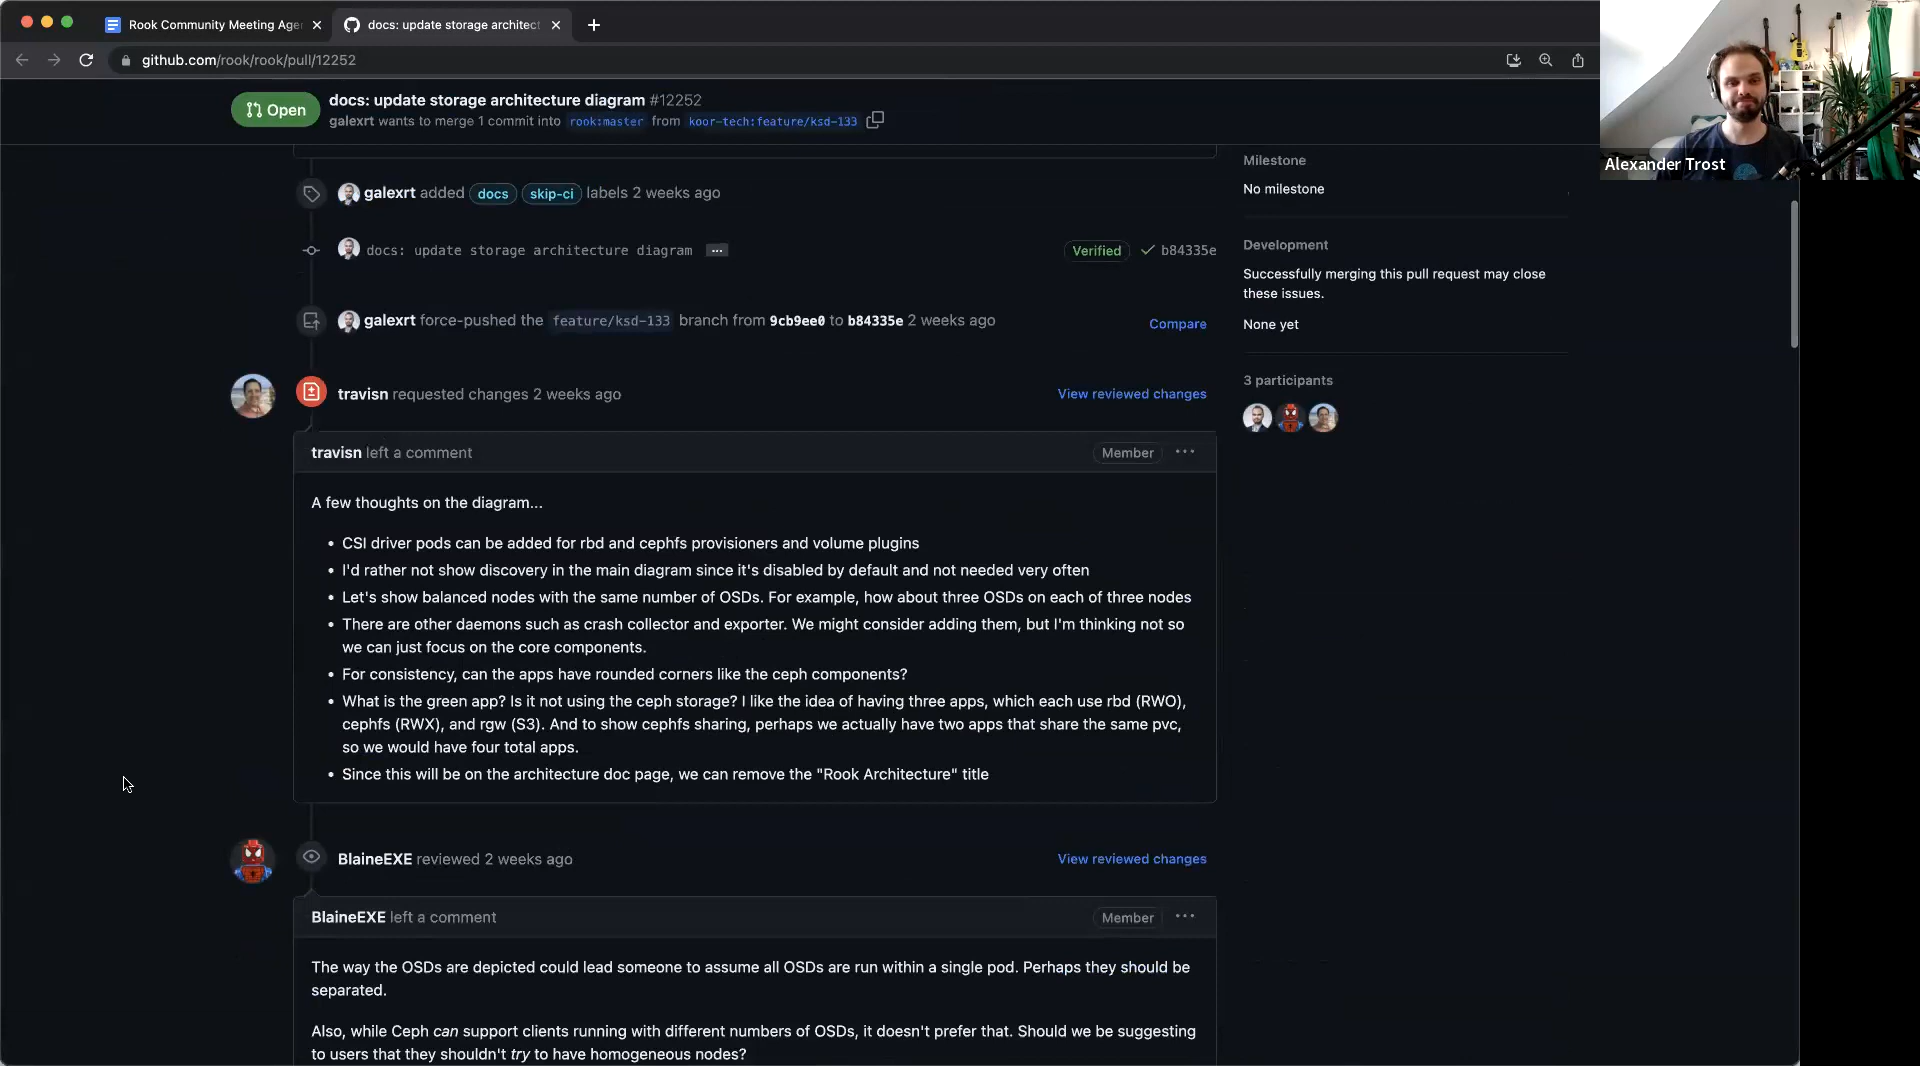 Rook Community Meeting Age
docs: update storage architect
github.com/rook/rook/pull/12252
Alexander Trost
Open
docs: update storage architecture diagram #12252
galexrt wants to merge 1 commit into rook:master from koor-tech:feature/ksd-133
Milestone
No milestone
galexrt added docs skip-ci labels 2 weeks ago
docs: update storage architecture diagram ...
Verified b84335e
Development
Successfully merging this pull request may close
these issues.
None yet
galexrt force-pushed the feature/ksd-133 branch from 9cb9ee0 to b84335e 2 weeks ago
Compare
3 participants
travisn requested changes 2 weeks ago
View reviewed changes
travisn left a comment
Member ...
A few thoughts on the diagram...
• CSI driver pods can be added for rbd and cephfs provisioners and volume plugins
• I'd rather not show discovery in the main diagram since it's disabled by default and not needed very often
• Let's show balanced nodes with the same number of OSDs. For example, how about three OSDs on each of three nodes
• There are other daemons such as crash collector and exporter. We might consider adding them, but I'm thinking not so
we can just focus on the core components.
• For consistency, can the apps have rounded corners like the ceph components?
• What is the green app? Is it not using the ceph storage? I like the idea of having three apps, which each use rbd (RWO),
cephfs (RWX), and rgw (S3). And to show cephfs sharing, perhaps we actually have two apps that share the same pvc,
so we would have four total apps.
• Since this will be on the architecture doc page, we can remove the "Rook Architecture" title
BlaineEXE reviewed 2 weeks ago
View reviewed changes
BlaineEXE left a comment
Member ...
The way the OSDs are depicted could lead someone to assume all OSDs are run within a single pod. Perhaps they should be
separated.
Also, while Ceph can support clients running with different numbers of OSDs, it doesn't prefer that. Should we be suggesting
to users that they shouldn't try to have homogeneous nodes?